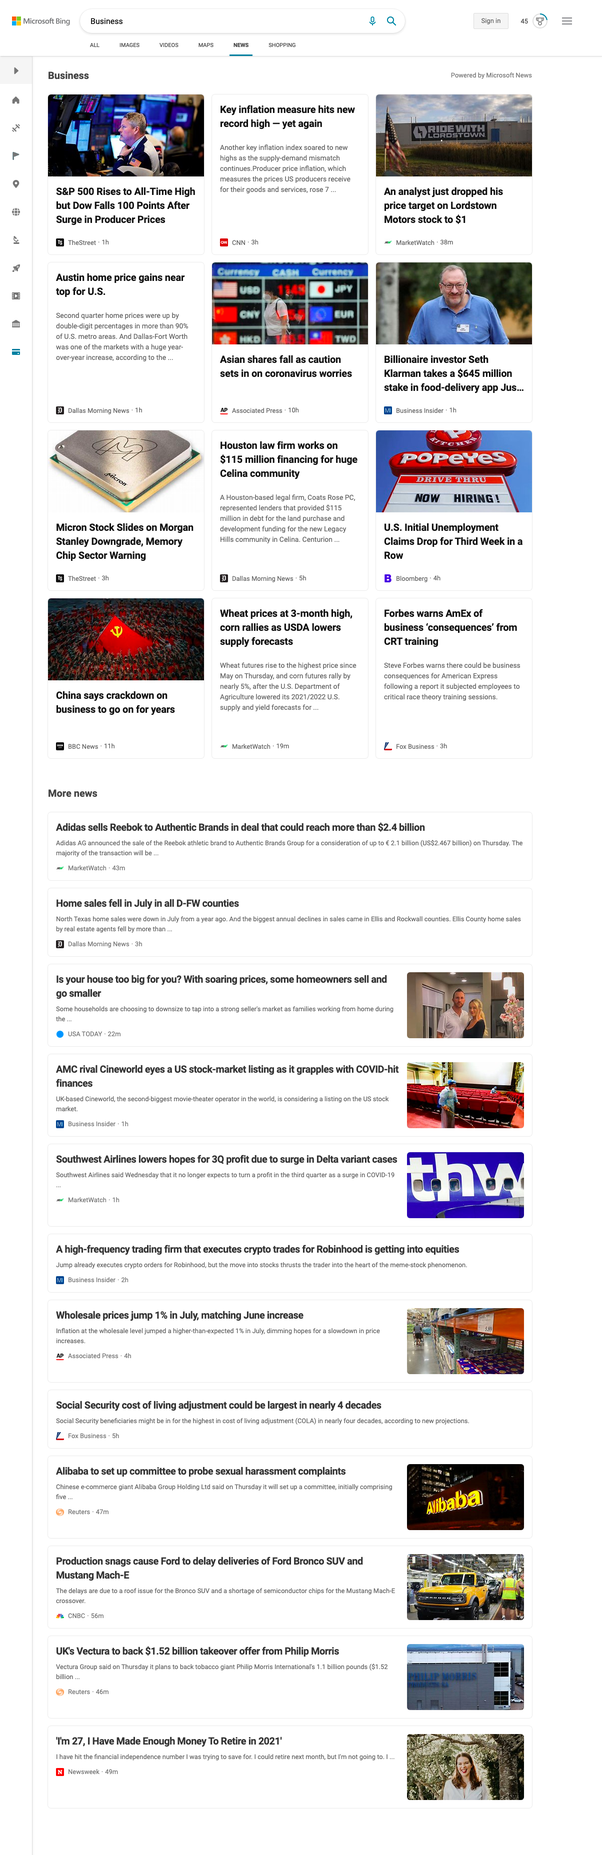 Microsoft Bing
Business
Sign in
45
ALL IMAGES VIDEOS MAPS NEWS SHOPPING
Business
Powered by Microsoft News
S&P 500 Rises to All-Time High
but Dow Falls 100 Points After
Surge in Producer Prices
TheStreet · 1h
Key inflation measure hits new
record high — yet again
Another key inflation index soared to new
highs as the supply-demand mismatch
continues.Producer price inflation, which
measures the prices US producers receive
for their goods and services, rose 7 ...
CNN · 3h
RIDE WITH
LORDSTOWN
An analyst just dropped his
price target on Lordstown
Motors stock to $1
MarketWatch · 38m
Austin home price gains near
top for U.S.
Second quarter home prices were up by
double-digit percentages in more than 90%
of U.S. metro areas. And Dallas-Fort Worth
was one of the markets with a huge year-
over-year increase, according to the ...
Dallas Morning News · 1h
Currency CASH Currency
USD
JPY
CNY
EUR
HKD
TWD
Asian shares fall as caution
sets in on coronavirus worries
Associated Press · 10h
Billionaire investor Seth
Klarman takes a $645 million
stake in food-delivery app Jus...
Business Insider · 1h
Micron
Micron Stock Slides on Morgan
Stanley Downgrade, Memory
Chip Sector Warning
TheStreet · 3h
Houston law firm works on
$115 million financing for huge
Celina community
A Houston-based legal firm, Coats Rose PC,
represented lenders that provided $115
million in debt for the land purchase and
development funding for the new Legacy
Hills community in Celina. Centurion ...
Dallas Morning News · 5h
KITCHEN
POPEYES
DRIVE THRU
NOW HIRING!
U.S. Initial Unemployment
Claims Drop for Third Week in a
Row
Bloomberg · 4h
China says crackdown on
business to go on for years
BBC News · 11h
Wheat prices at 3-month high,
corn rallies as USDA lowers
supply forecasts
Wheat futures rise to the highest price since
May on Thursday, and corn futures rally by
nearly 5%, after the U.S. Department of
Agriculture lowered its 2021/2022 U.S.
supply and yield forecasts for ...
MarketWatch · 19m
Forbes warns AmEx of
business ‘consequences’ from
CRT training
Steve Forbes warns there could be business
consequences for American Express
following a report it subjected employees to
critical race theory training sessions.
Fox Business · 3h
More news
Adidas sells Reebok to Authentic Brands in deal that could reach more than $2.4 billion
Adidas AG announced the sale of the Reebok athletic brand to Authentic Brands Group for a consideration of up to € 2.1 billion (US$2.467 billion) on Thursday. The
majority of the transaction will be ...
MarketWatch · 43m
Home sales fell in July in all D-FW counties
North Texas home sales were down in July from a year ago. And the biggest annual declines in sales came in Ellis and Rockwall counties. Ellis County home sales
by real estate agents fell by more than ...
Dallas Morning News · 3h
Is your house too big for you? With soaring prices, some homeowners sell and
go smaller
Some households are choosing to downsize to tap into a strong seller's market as families working from home during
the ...
USA TODAY · 22m
AMC rival Cineworld eyes a US stock-market listing as it grapples with COVID-hit
finances
UK-based Cineworld, the second-biggest movie-theater operator in the world, is considering a listing on the US stock
market.
Business Insider · 1h
Southwest Airlines lowers hopes for 3Q profit due to surge in Delta variant cases
Southwest Airlines said Wednesday that it no longer expects to turn a profit in the third quarter as a surge in COVID-19
...
MarketWatch · 1h
thw
A high-frequency trading firm that executes crypto trades for Robinhood is getting into equities
Jump already executes crypto orders for Robinhood, but the move into stocks thrusts the trader into the heart of the meme-stock phenomenon.
Business Insider · 2h
Wholesale prices jump 1% in July, matching June increase
Inflation at the wholesale level jumped a higher-than-expected 1% in July, dimming hopes for a slowdown in price
increases.
Associated Press · 4h
Social Security cost of living adjustment could be largest in nearly 4 decades
Social Security beneficiaries might be in for the highest in cost of living adjustment (COLA) in nearly four decades, according to new projections.
Fox Business · 5h
Alibaba to set up committee to probe sexual harassment complaints
Chinese e-commerce giant Alibaba Group Holding Ltd said on Thursday it will set up a committee, initially comprising
five ...
Reuters · 47m
Alibaba
Production snags cause Ford to delay deliveries of Ford Bronco SUV and
Mustang Mach-E
The delays are due to a roof issue for the Bronco SUV and a shortage of semiconductor chips for the Mustang Mach-E
crossover.
CNBC · 56m
UK's Vectura to back $1.52 billion takeover offer from Philip Morris
Vectura Group said on Thursday it plans to back tobacco giant Philip Morris International's 1.1 billion pounds ($1.52
billion ...
Reuters · 46m
PHILIP MORRIS
'I'm 27, I Have Made Enough Money To Retire in 2021'
I have hit the financial independence number I was trying to save for. I could retire next month, but I'm not going to. I ...
Newsweek · 49m